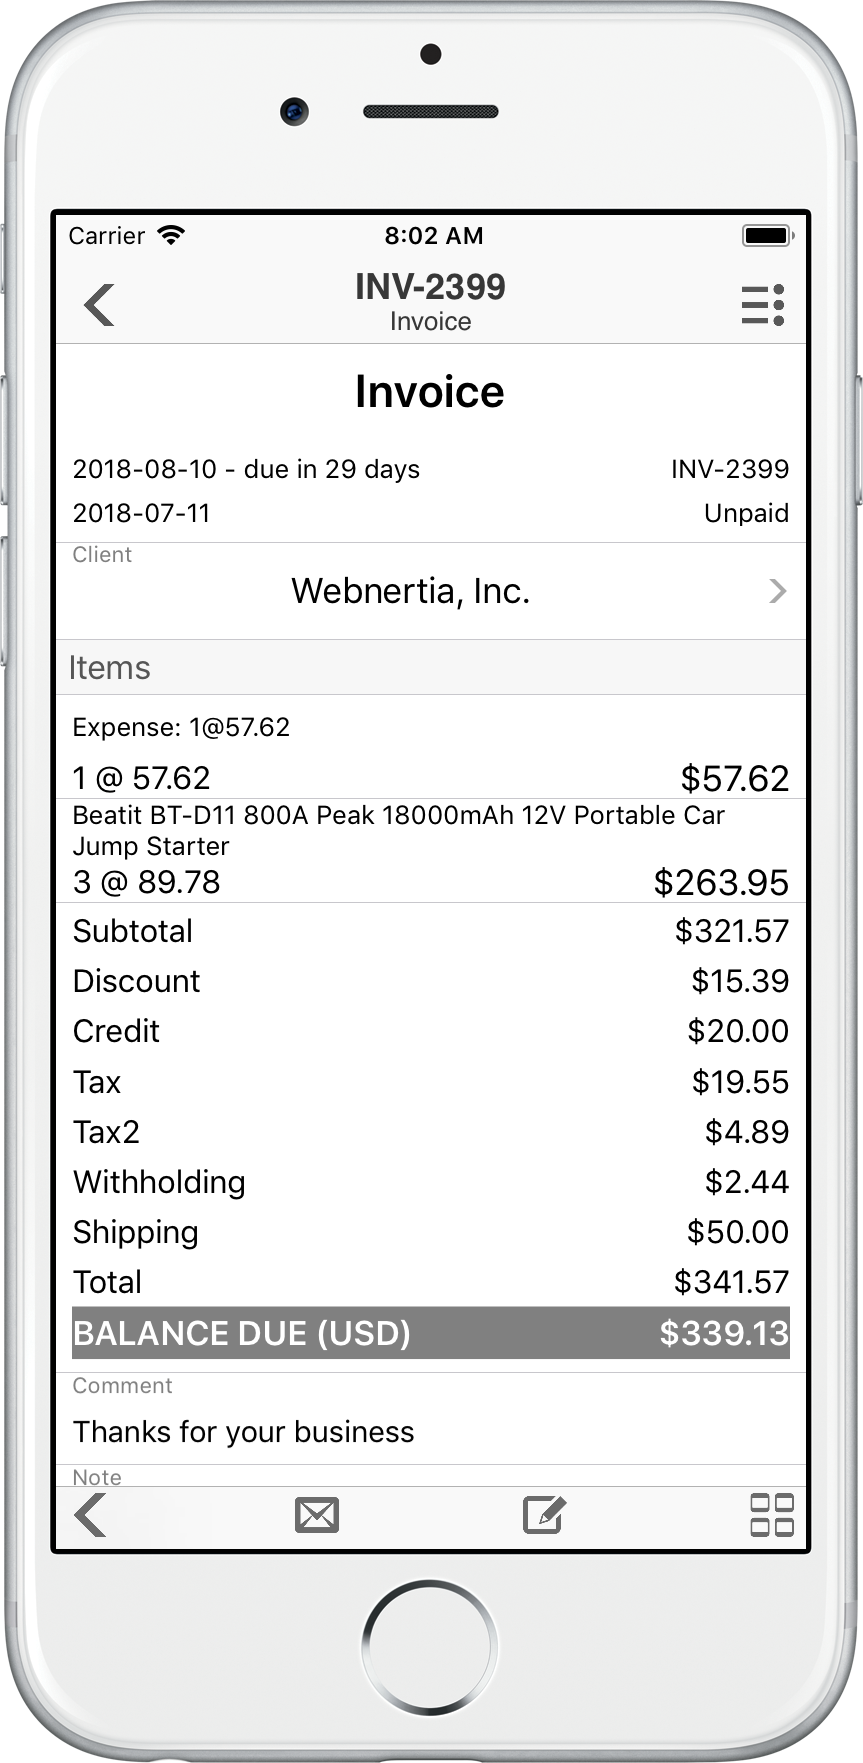 Carrier 8:02 AM
INV-2399
Invoice
Invoice
2018-08-10 - due in 29 days INV-2399
2018-07-11 Unpaid
Client
Webnertia, Inc.
Items
Expense: 1@57.62
1 @ 57.62 $57.62
Beatit BT-D11 800A Peak 18000mAh 12V Portable Car
Jump Starter
3 @ 89.78 $263.95
Subtotal $321.57
Discount $15.39
Credit $20.00
Tax $19.55
Tax2 $4.89
Withholding $2.44
Shipping $50.00
Total $341.57
BALANCE DUE (USD) $339.13
Comment
Thanks for your business
Note